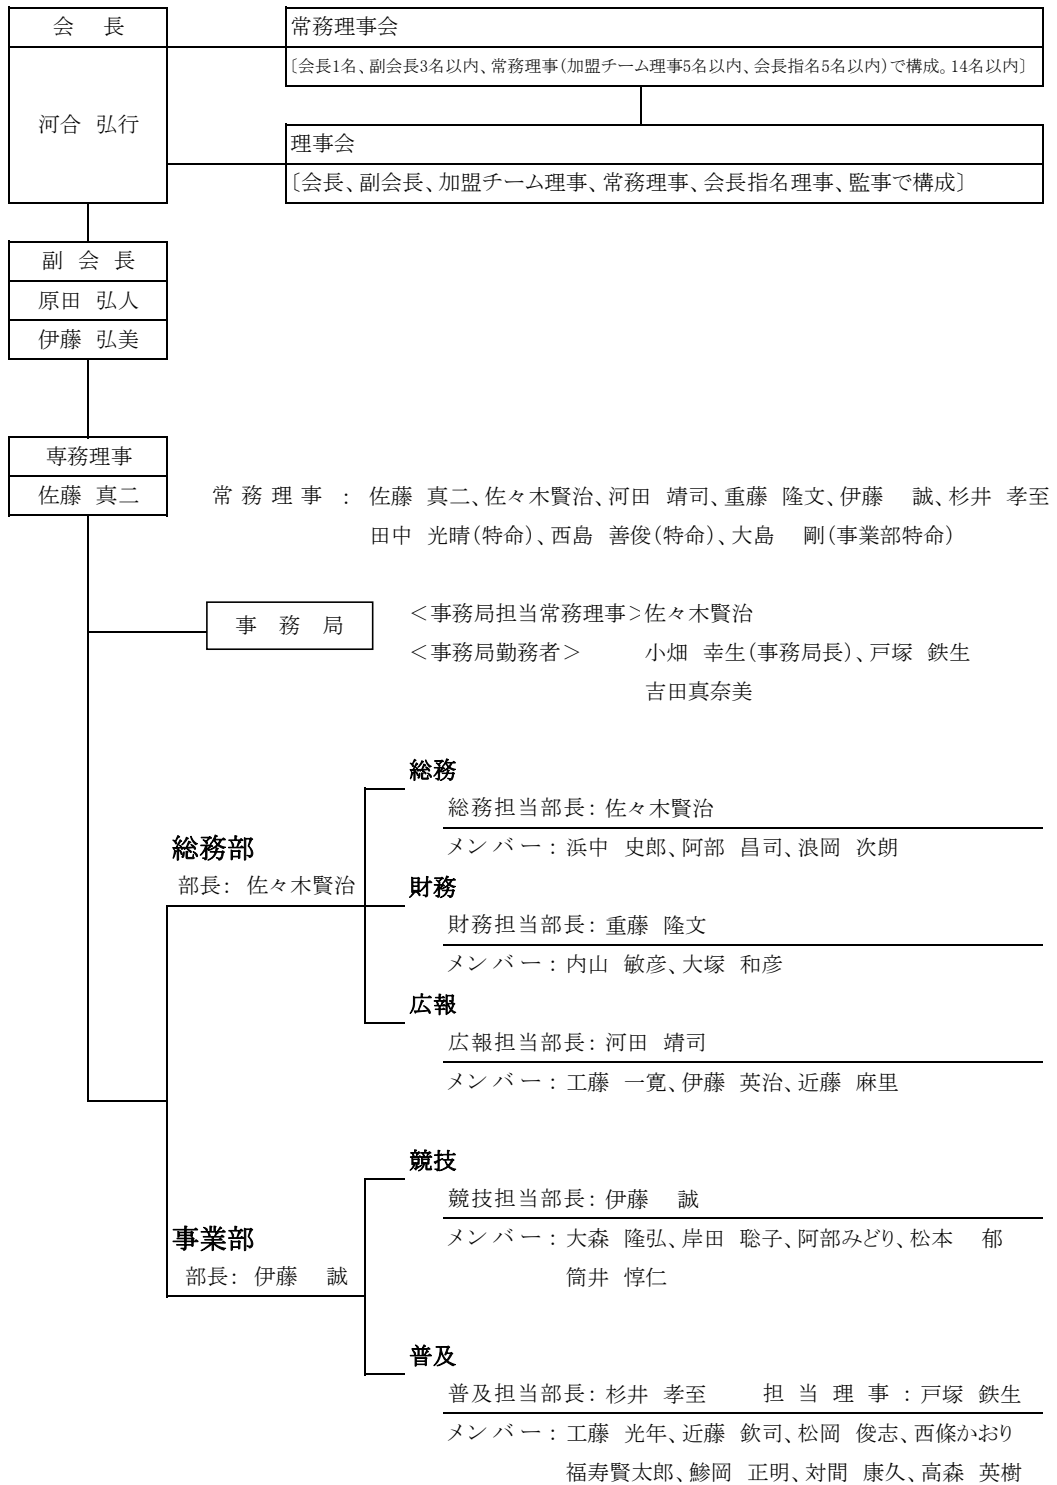 会 長
河合 弘行
常務理事会
〔会長1名、副会長3名以内、常務理事(加盟チーム理事5名以内、会長指名5名以内)で構成。14名以内〕
理事会
〔会長、副会長、加盟チーム理事、常務理事、会長指名理事、監事で構成〕
副 会 長
原田 弘人
伊藤 弘美
専務理事
佐藤 真二
常 務 理 事 : 佐藤 真二、佐々木賢治、河田 靖司、重藤 隆文、伊藤 誠、杉井 孝至
田中 光晴(特命)、西島 善俊(特命)、大島 剛(事業部特命)
事 務 局
<事務局担当常務理事>佐々木賢治
<事務局勤務者> 小畑 幸生(事務局長)、戸塚 鉄生
吉田真奈美
総務部
部長: 佐々木賢治
総務
総務担当部長: 佐々木賢治
メンバー: 浜中 史郎、阿部 昌司、浪岡 次朗
財務
財務担当部長: 重藤 隆文
メンバー: 内山 敏彦、大塚 和彦
広報
広報担当部長: 河田 靖司
メンバー: 工藤 一寛、伊藤 英治、近藤 麻里
事業部
部長: 伊藤 誠
競技
競技担当部長: 伊藤 誠
メンバー: 大森 隆弘、岸田 聡子、阿部みどり、松本 郁
筒井 惇仁
普及
普及担当部長: 杉井 孝至 担 当 理 事 : 戸塚 鉄生
メンバー: 工藤 光年、近藤 欽司、松岡 俊志、西條かおり
福寿賢太郎、鯵岡 正明、対間 康久、高森 英樹